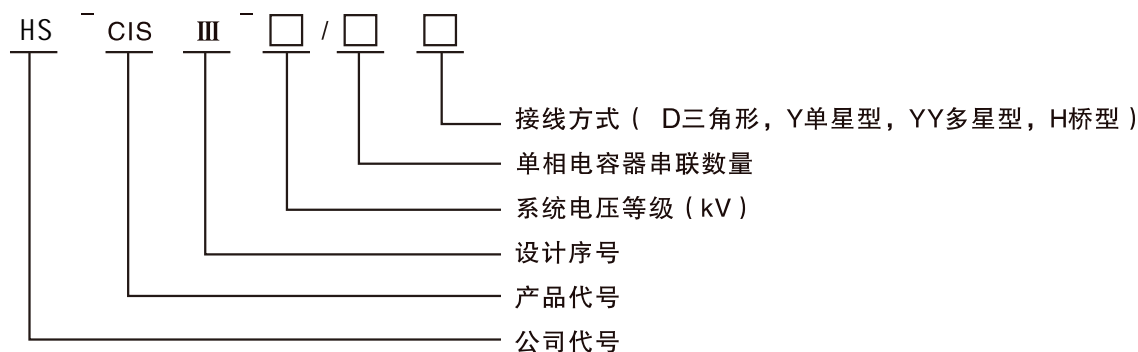 HS - CIS III - □ / □ □
接线方式（ D三角形，Y单星型，YY多星型，H桥型）
单相电容器串联数量
系统电压等级（kV）
设计序号
产品代号
公司代号